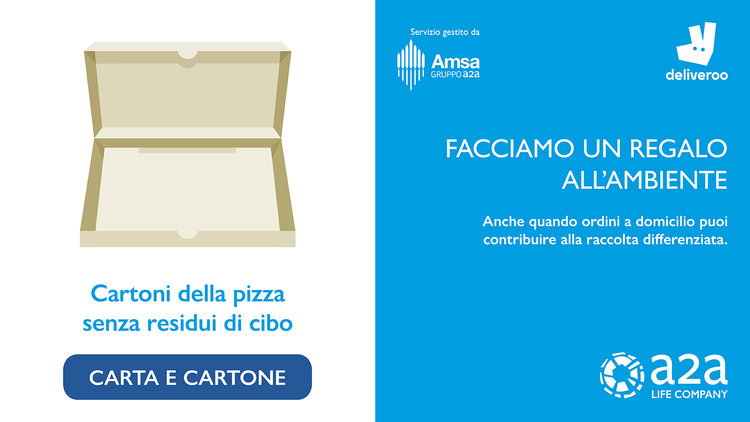 Cartoni della pizza
senza residui di cibo
CARTA E CARTONE
Servizio gestito da
Amsa
GRUPPO a2a
deliveroo
FACCIAMO UN REGALO
ALL'AMBIENTE
Anche quando ordini a domicilio puoi
contribuire alla raccolta differenziata.
a2a
LIFE COMPANY